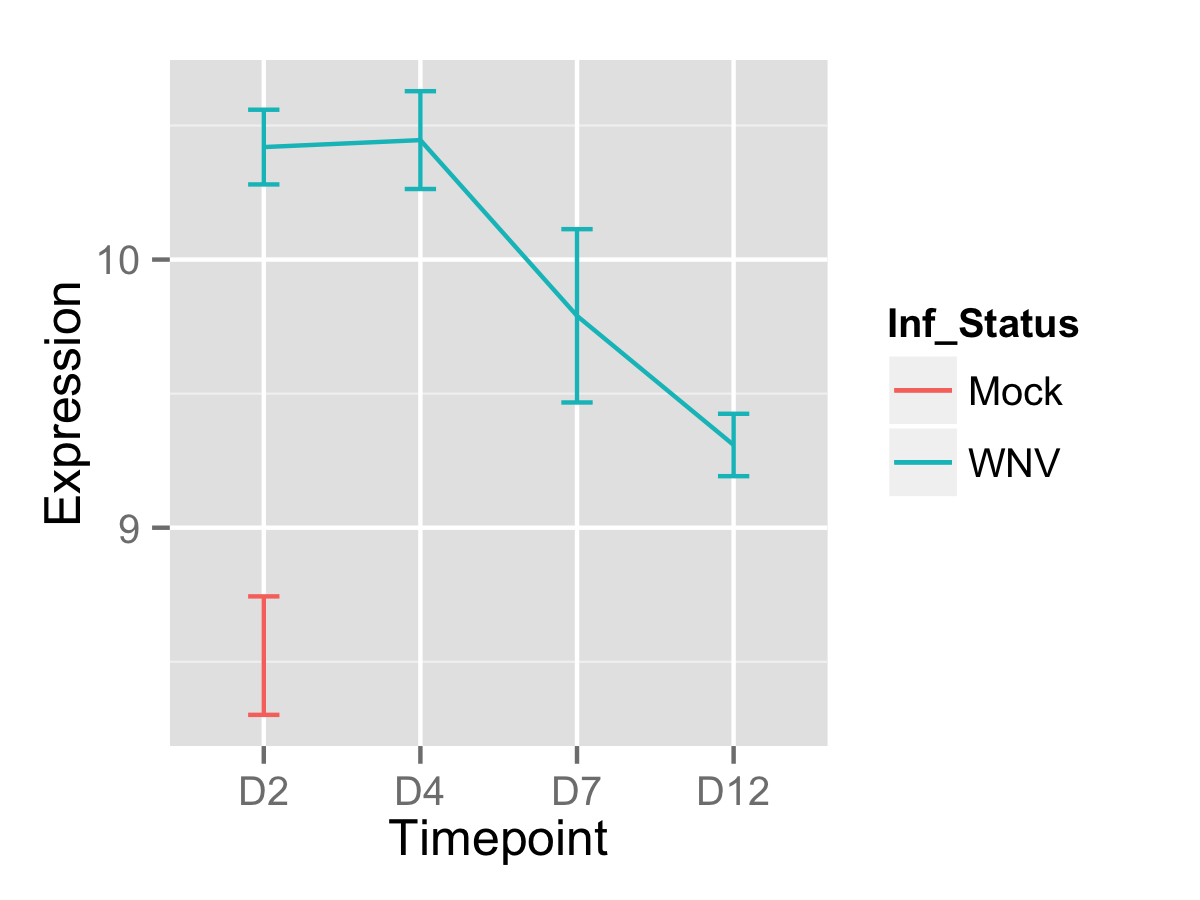 Expression
10
9
D2 D4 D7 D12
Timepoint
Inf_Status
Mock
WNV